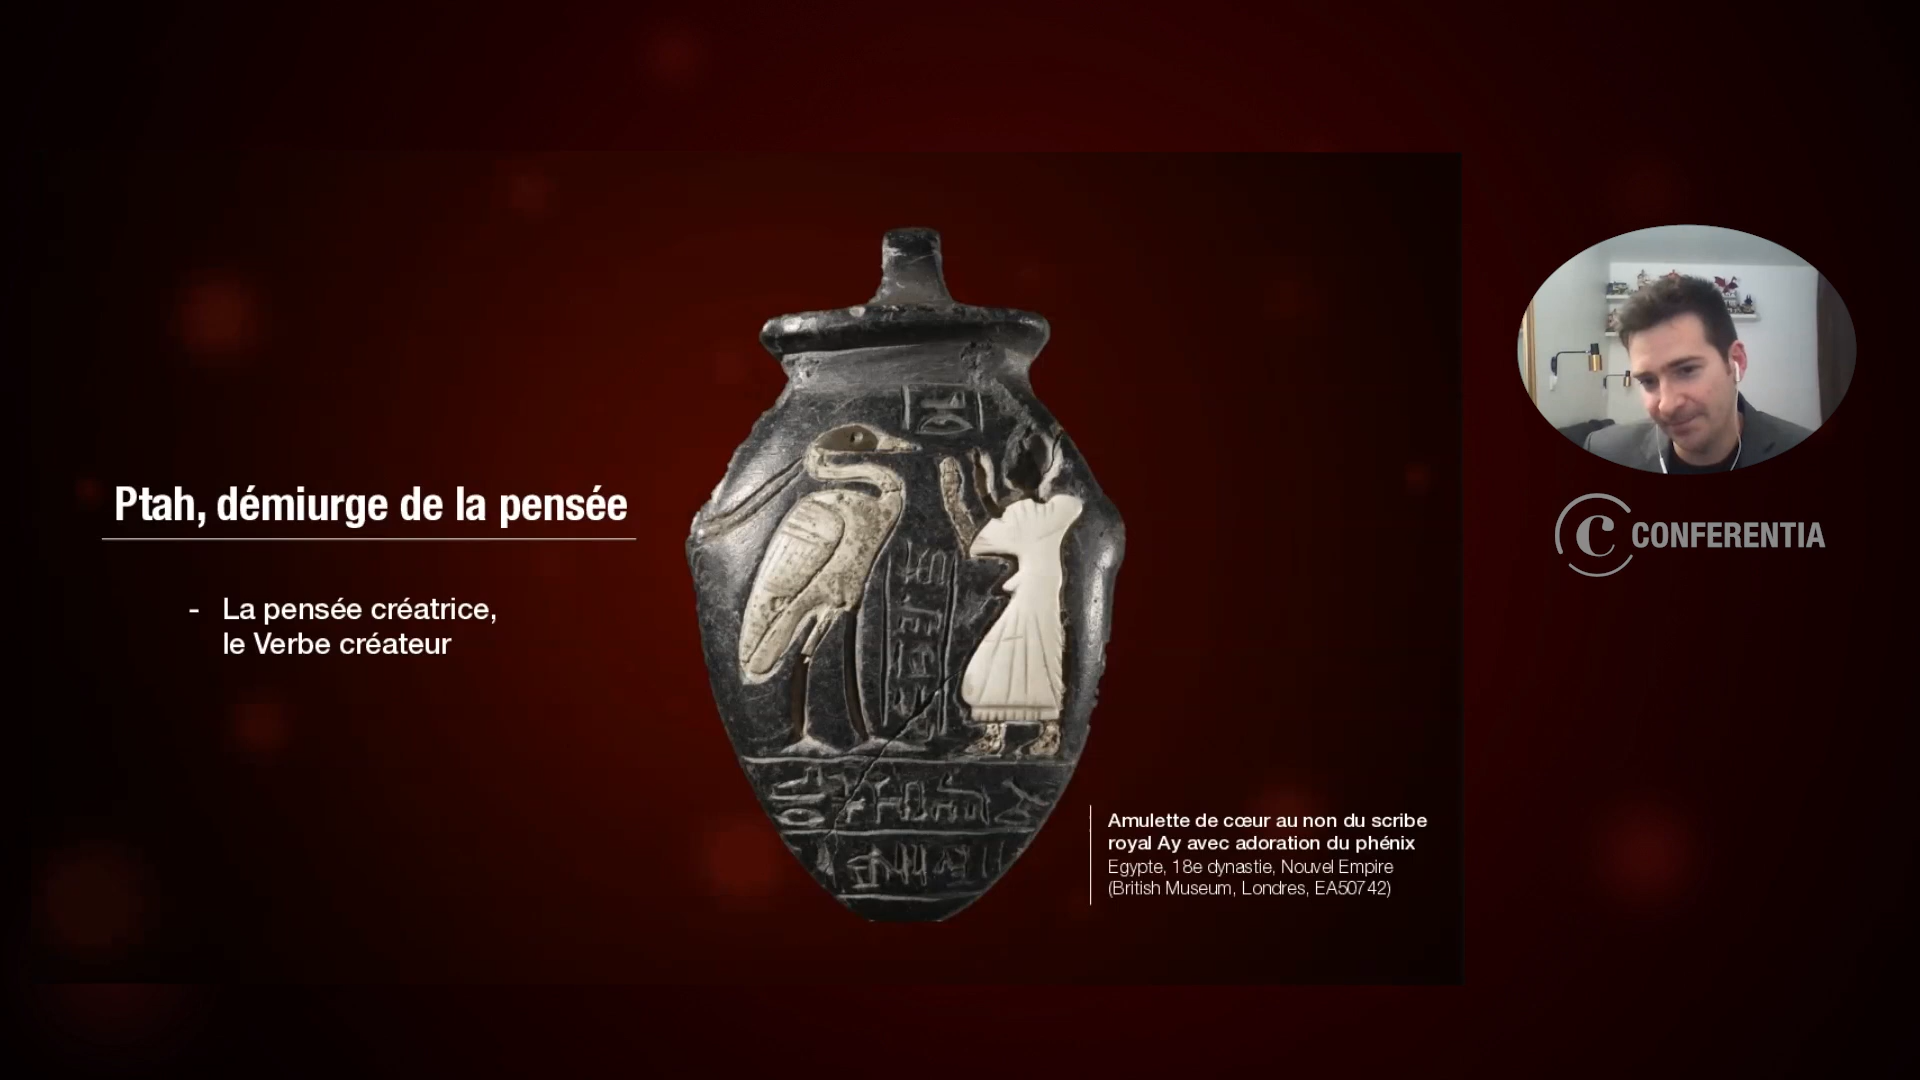 Ptah, démiurge de la pensée
- La pensée créatrice,
le Verbe créateur
Amulette de cœur au non du scribe
royal Ay avec adoration du phénix
Egypte, 18e dynastie, Nouvel Empire
(British Museum, Londres, EA50742)
C CONFERENTIA